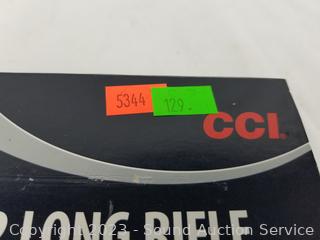 5344
129.
CCI.
LONG RIFLE
Copyright 2023 - Sound Auction Service